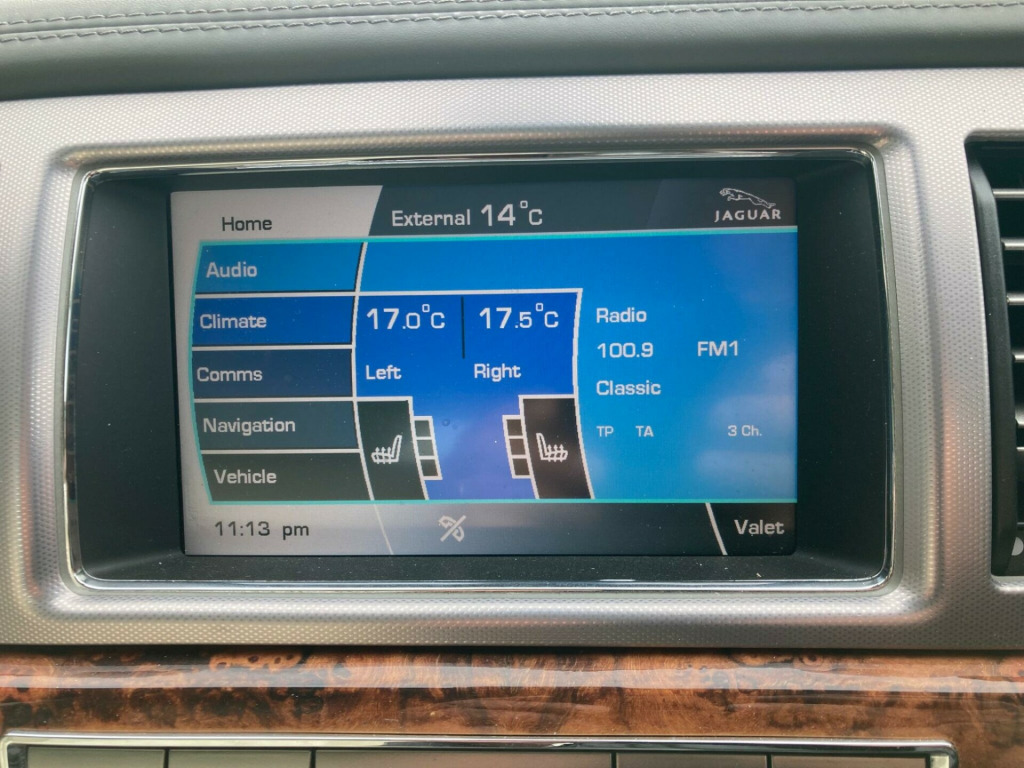 Home
External 14°C
JAGUAR
Audio
Climate
Comms
Navigation
Vehicle
17.0°C
17.5°C
Left
Right
Radio
100.9 FM1
Classic
TP TA 3 Ch.
11:13 pm
Valet